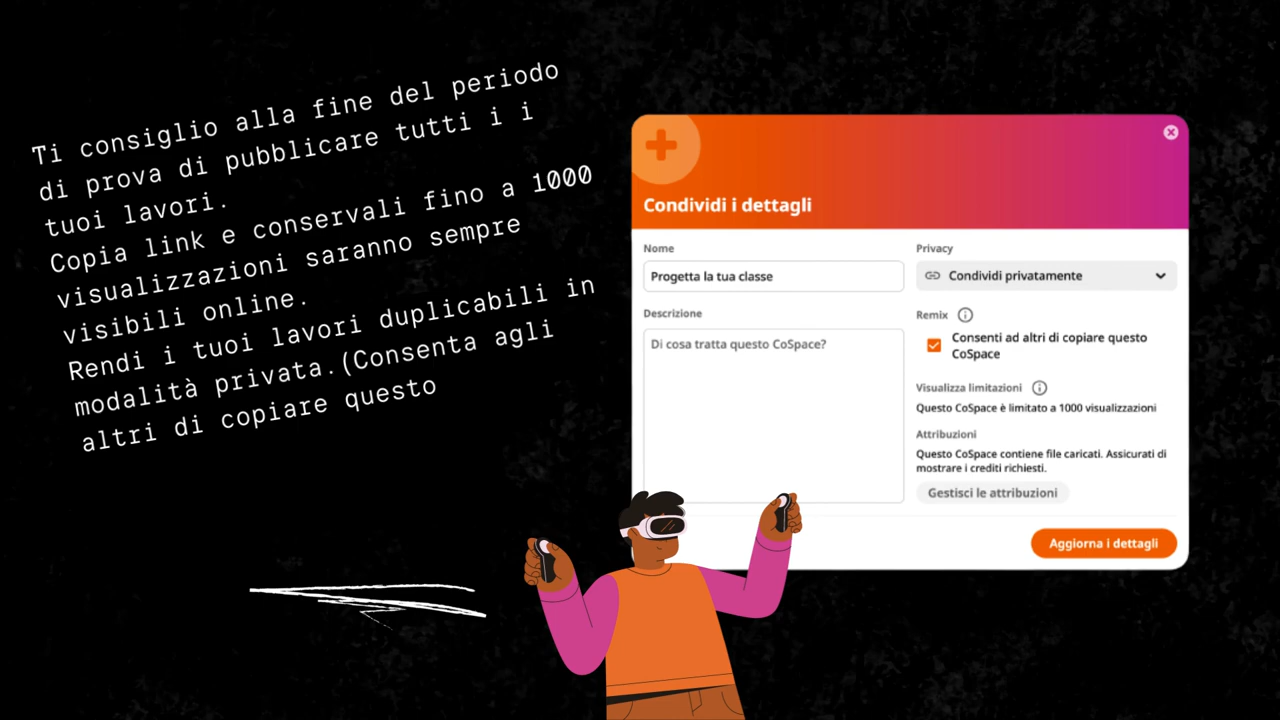 Ti consiglio alla fine del periodo
di prova di pubblicare tutti i i
tuoi lavori.
Copia link e conservali fino a 1000
visualizzazioni saranno sempre
visibili online.
Rendi i tuoi lavori duplicabili in
modalità privata.(Consenta agli
altri di copiare questo
Condividi i dettagli
Nome
Progetta la tua classe
Descrizione
Di cosa tratta questo CoSpace?
Privacy
Condividi privatamente
Remix
Consenti ad altri di copiare questo
CoSpace
Visualizza limitazioni
Questo CoSpace è limitato a 1000 visualizzazioni
Attribuzioni
Questo CoSpace contiene file caricati. Assicurati di
mostrare i crediti richiesti.
Gestisci le attribuzioni
Aggiorna i dettagli